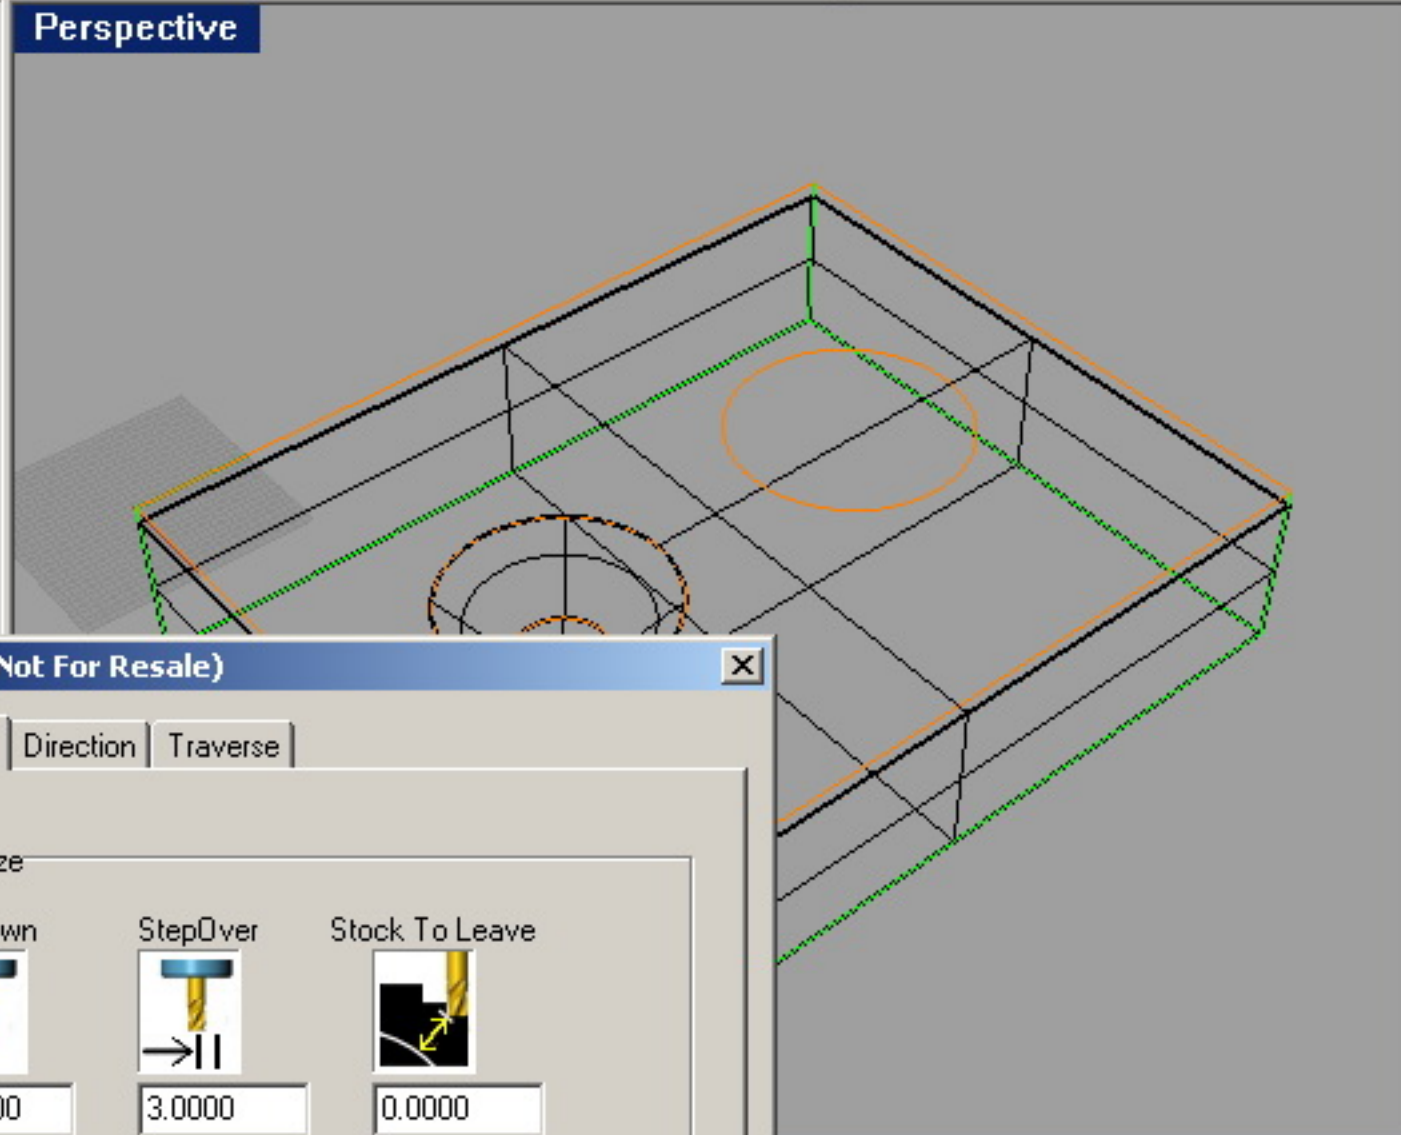 Perspective
Not For Resale)
Direction Traverse
ze
wn StepOver Stock To Leave
00 3.0000 0.0000